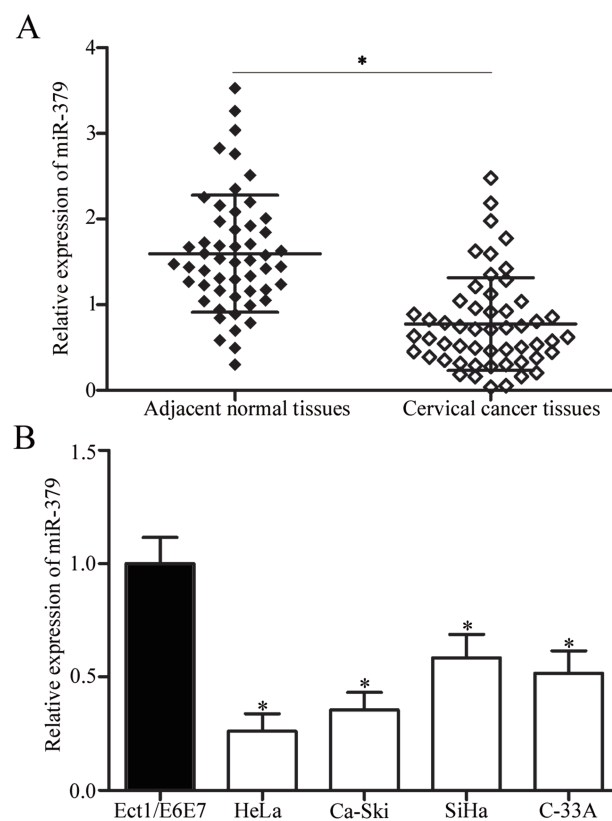 A
Relative expression of miR-379
4
3
2
1
0
*
Adjacent normal tissues
Cervical cancer tissues
B
Relative expression of miR-379
1.5
1.0
0.5
0.0
*
*
*
*
Ect1/E6E7
HeLa
Ca-Ski
SiHa
C-33A